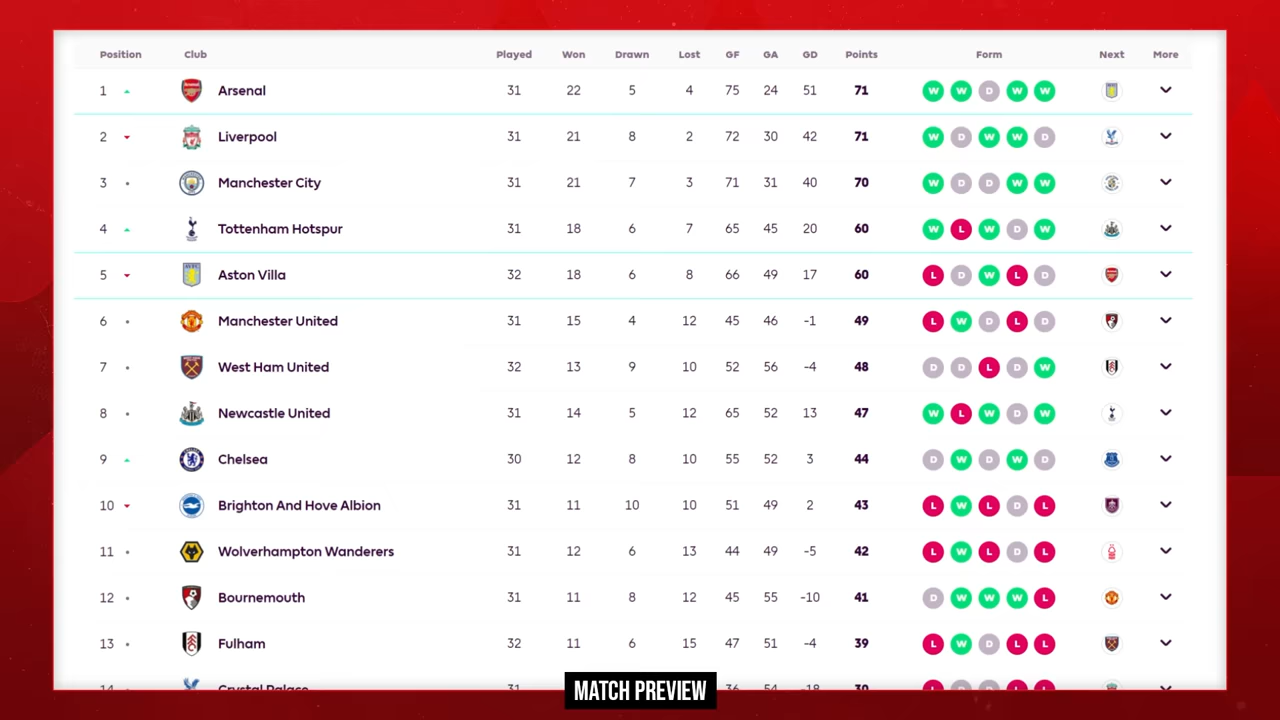 Position Club Played Won Drawn Lost GF GA GD Points Form Next More
1 Arsenal 31 22 5 4 75 24 51 71 W W D W W
2 Liverpool 31 21 8 2 72 30 42 71 W D W W D
3 Manchester City 31 21 7 3 71 31 40 70 W D D W W
4 Tottenham Hotspur 31 18 6 7 65 45 20 60 W L W D W
5 Aston Villa 32 18 6 8 66 49 17 60 L D W L D
6 Manchester United 31 15 4 12 45 46 -1 49 L W D L D
7 West Ham United 32 13 9 10 52 56 -4 48 D D L D W
8 Newcastle United 31 14 5 12 65 52 13 47 W L W D W
9 Chelsea 30 12 8 10 55 52 3 44 D W D W D
10 Brighton And Hove Albion 31 11 10 10 51 49 2 43 L W L D L
11 Wolverhampton Wanderers 31 12 6 13 44 49 -5 42 L W L D L
12 Bournemouth 31 11 8 12 45 55 -10 41 D W W W L
13 Fulham 32 11 6 15 47 51 -4 39 L W D L L
14 Crystal Palace 31 36 54 -18 30 L D D L L
MATCH PREVIEW